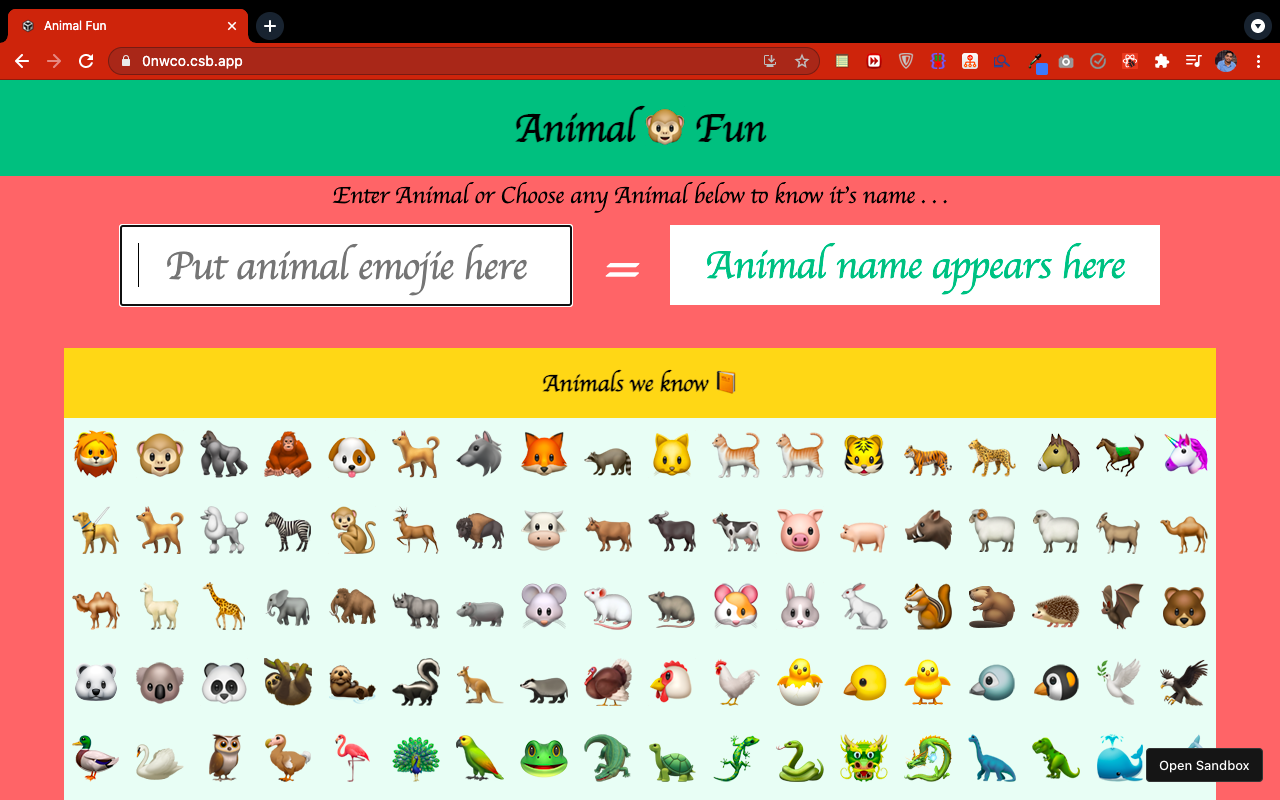 Animal Fun
0nwco.csb.app
Animal 🐵 Fun
Enter Animal or Choose any Animal below to know it's name . . .
Put animal emojie here
=
Animal name appears here
Animals we know 📔
Open Sandbox